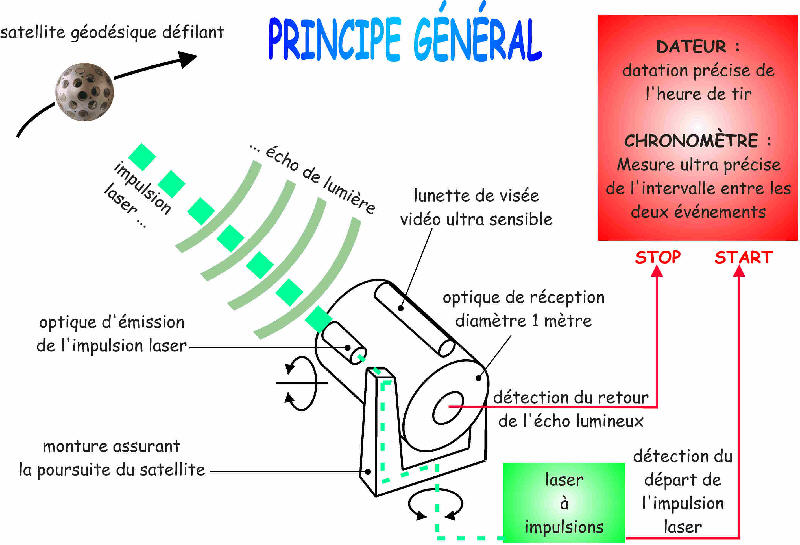 PRINCIPE GÉNÉRAL
satellite géodésique défilant
DATEUR :
datation précise de
l'heure de tir
CHRONOMÈTRE :
Mesure ultra précise
de l'intervalle entre les
deux événements
STOP
START
impulsion
laser ...
... écho de lumière
lunette de visée
vidéo ultra sensible
optique de réception
diamètre 1 mètre
optique d'émission
de l'impulsion laser
détection du retour
de l'écho lumineux
monture assurant
la poursuite du satellite
laser
à
impulsions
détection du
départ de
l'impulsion
laser